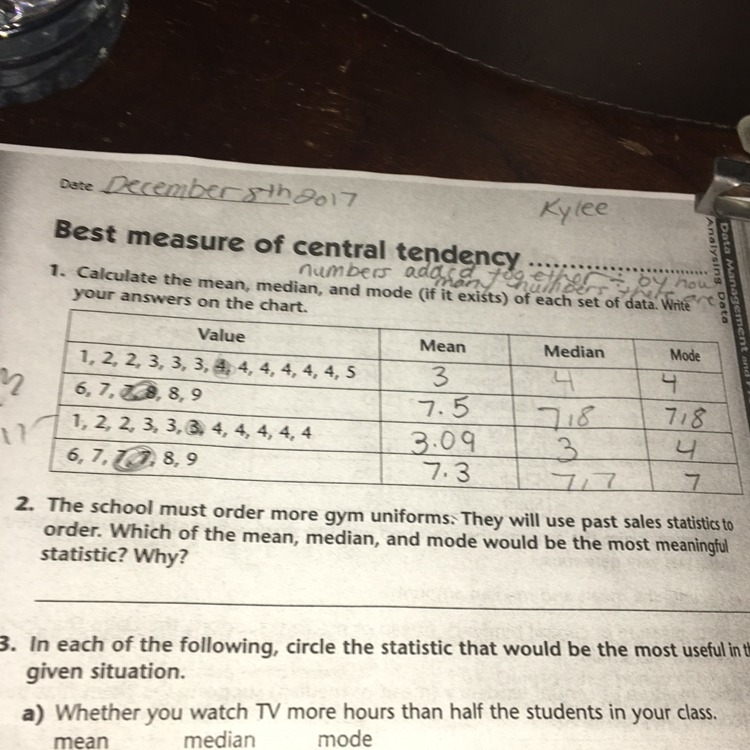 Date December 8th 2017
Kylee
Data Management and
Analysing Data
Best measure of central tendency
numbers added together ÷ by how
many numbers there are
1. Calculate the mean, median, and mode (if it exists) of each set of data. Write
your answers on the chart.
Value Mean Median Mode
1, 2, 2, 3, 3, 3, 4, 4, 4, 4, 4, 4, 5 3 4 4
6, 7, 7, 8, 8, 9 7.5 7,8 7,8
1, 2, 2, 3, 3, 3, 4, 4, 4, 4, 4 3.09 3 4
6, 7, 7, 7, 8, 9 7.3 7,7 7
2. The school must order more gym uniforms. They will use past sales statistics to
order. Which of the mean, median, and mode would be the most meaningful
statistic? Why?
3. In each of the following, circle the statistic that would be the most useful in
given situation.
a) Whether you watch TV more hours than half the students in your class.
mean median mode